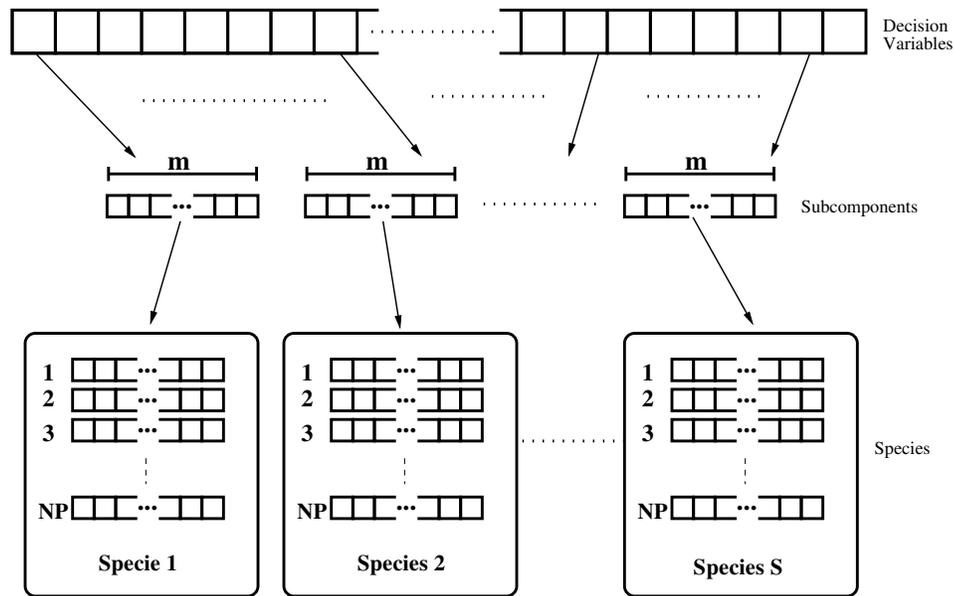 Decision
Variables
m
m
m
Subcomponents
1
2
3
NP
Specie 1
1
2
3
NP
Species 2
1
2
3
NP
Species S
Species